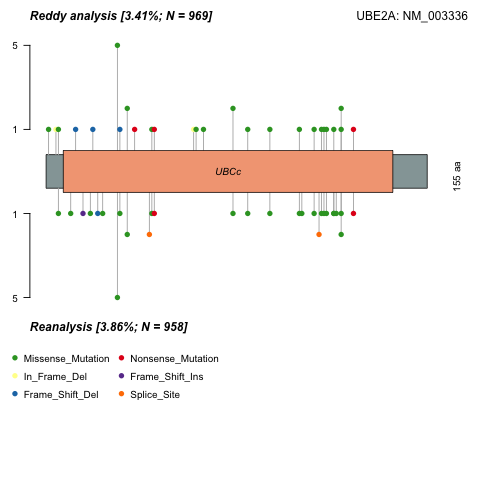 Reddy analysis [3.41%; N = 969]
UBE2A: NM_003336
5
1
UBCc
155 aa
1
5
Reanalysis [3.86%; N = 958]
Missense_Mutation
Nonsense_Mutation
In_Frame_Del
Frame_Shift_Ins
Frame_Shift_Del
Splice_Site